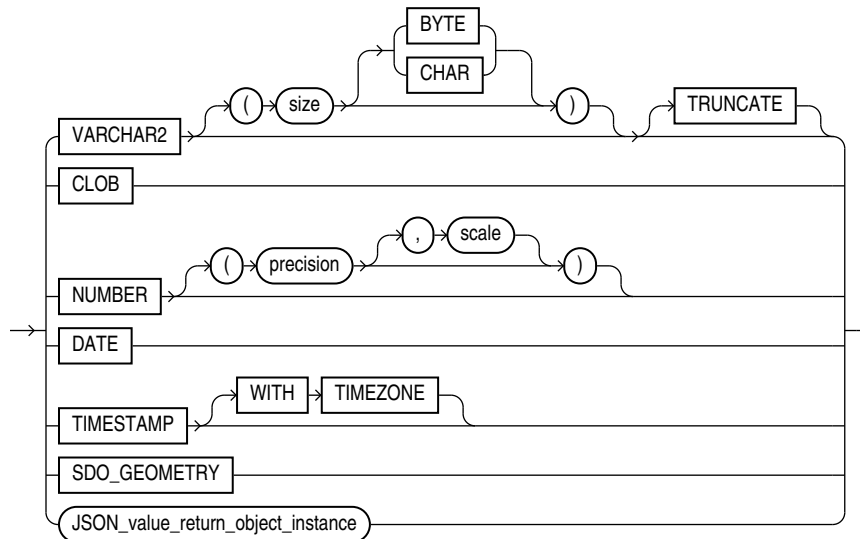 BYTE
CHAR
( size )
VARCHAR2 TRUNCATE
CLOB
( precision , scale )
NUMBER
DATE
WITH TIMEZONE
TIMESTAMP
SDO_GEOMETRY
JSON_value_return_object_instance